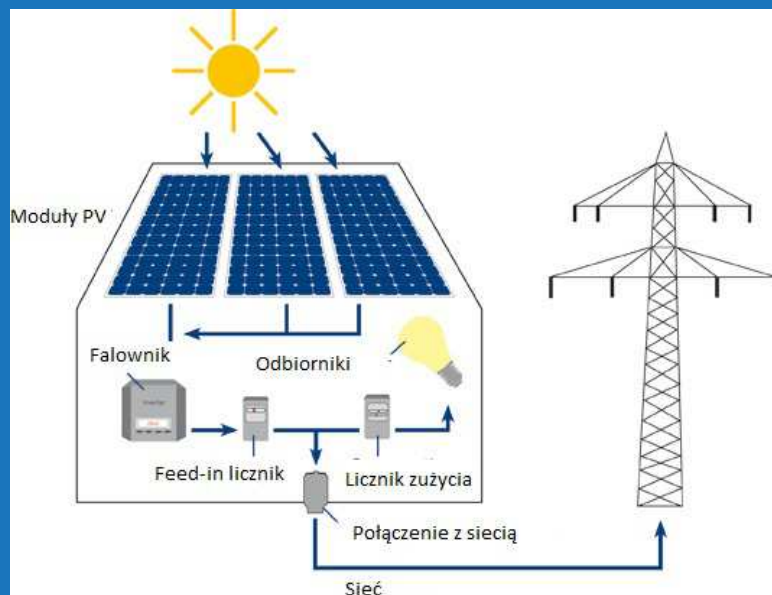 Moduły PV
Falownik
Odbiorniki
Feed-in licznik
Licznik zużycia
Połączenie z siecią
Sieć